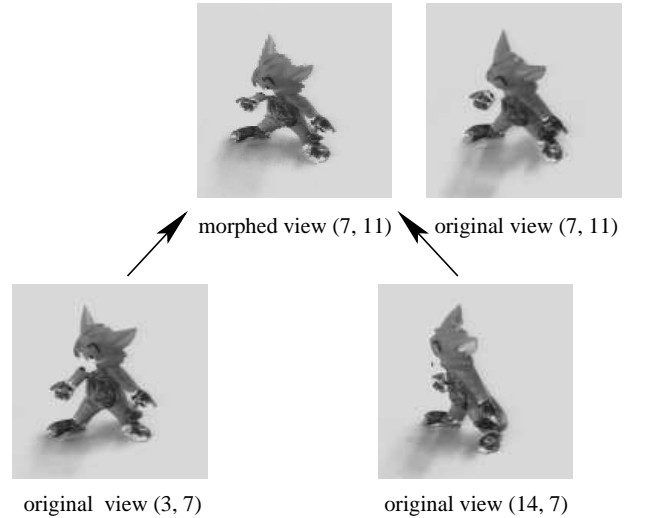 morphed view (7, 11)
original view (7, 11)
original view (3, 7)
original view (14, 7)